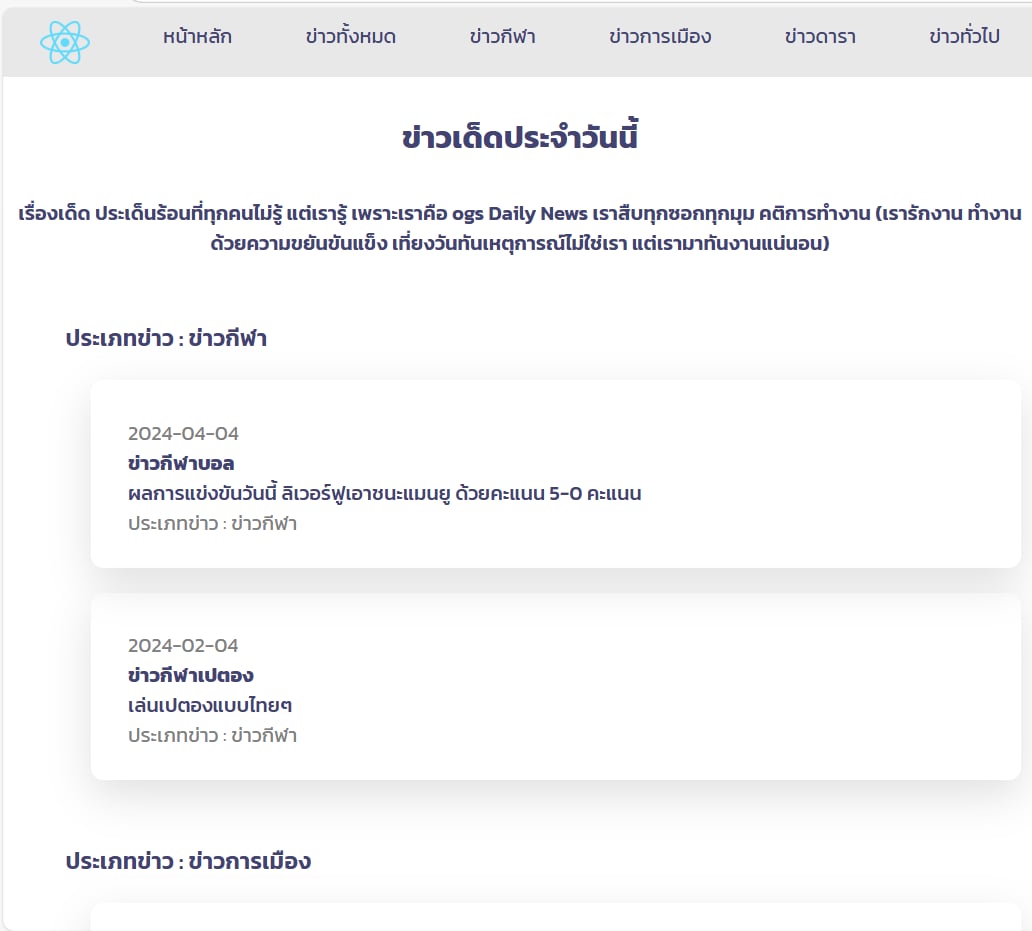 หน้าหลัก ข่าวทั้งหมด ข่าวกีฬา ข่าวการเมือง ข่าวดารา ข่าวทั่วไป
ข่าวเด็ดประจำวันนี้
เรื่องเด็ด ประเด็นร้อนที่ทุกคนไม่รู้ แต่เรารู้ เพราะเราคือ ogs Daily News เราสืบทุกซอกทุกมุม คติการทำงาน (เรารักงาน ทำงาน
ด้วยความขยันขันแข็ง เที่ยงวันทันเหตุการณ์ไม่ใช่เรา แต่เรามาทันงานแน่นอน)
ประเภทข่าว : ข่าวกีฬา
2024-04-04
ข่าวกีฬาบอล
ผลการแข่งขันวันนี้ ลิเวอร์ฟูเอาชนะแมนยู ด้วยคะแนน 5-0 คะแนน
ประเภทข่าว : ข่าวกีฬา
2024-02-04
ข่าวกีฬาเปตอง
เล่นเปตองแบบไทยๆ
ประเภทข่าว : ข่าวกีฬา
ประเภทข่าว : ข่าวการเมือง